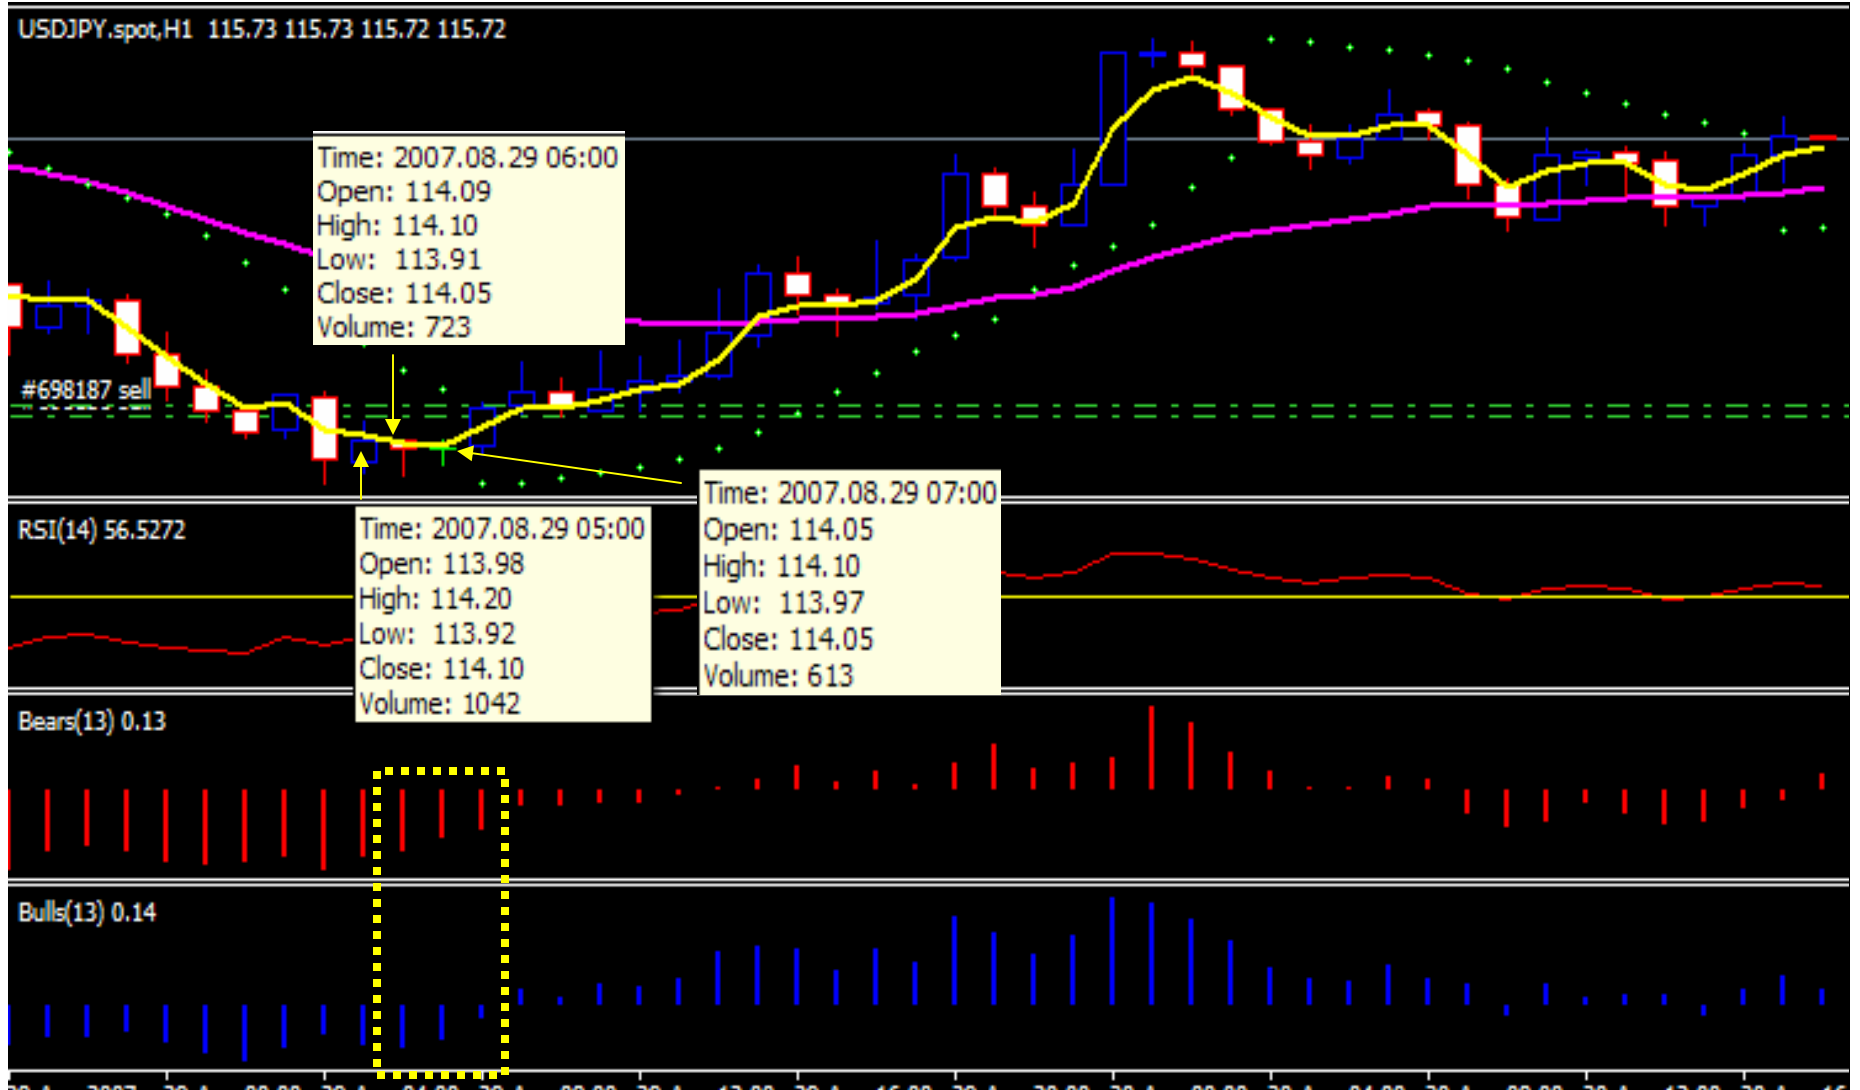 USDJPY.spot,H1 115.73 115.73 115.72 115.72
Time: 2007.08.29 06:00
Open: 114.09
High: 114.10
Low: 113.91
Close: 114.05
Volume: 723
#698187 sell
Time: 2007.08.29 07:00
Open: 114.05
High: 114.10
Low: 113.97
Close: 114.05
Volume: 613
RSI(14) 56.5272
Time: 2007.08.29 05:00
Open: 113.98
High: 114.20
Low: 113.92
Close: 114.10
Volume: 1042
Bears(13) 0.13
Bulls(13) 0.14